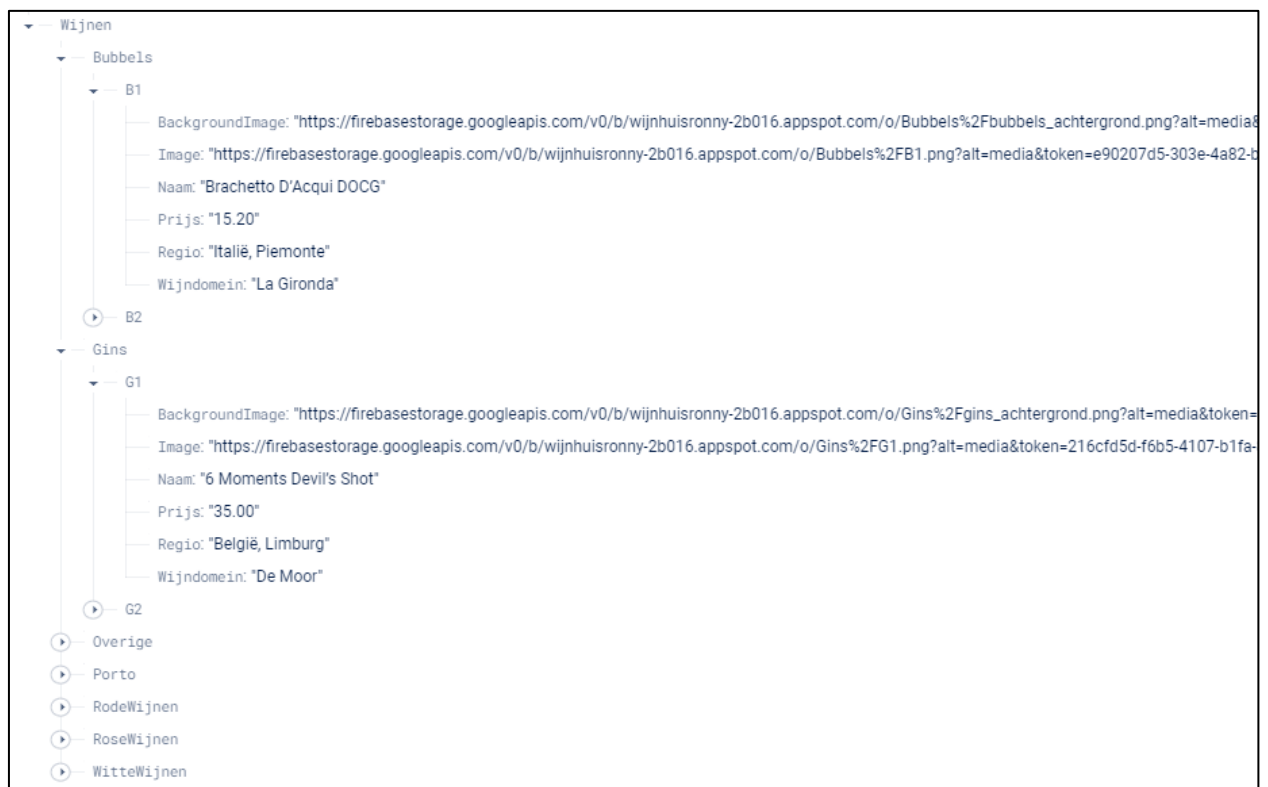 Wijnen
Bubbels
B1
BackgroundImage: "https://firebasestorage.googleapis.com/v0/b/wijnhuisronny-2b016.appspot.com/o/Bubbels%2Fbubbels_achtergrond.png?alt=media&
Image: "https://firebasestorage.googleapis.com/v0/b/wijnhuisronny-2b016.appspot.com/o/Bubbels%2FB1.png?alt=media&token=e90207d5-303e-4a82-b
Naam: "Brachetto D'Acqui DOCG"
Prijs: "15.20"
Regio: "Italië, Piemonte"
Wijndomein: "La Gironda"
B2
Gins
G1
BackgroundImage: "https://firebasestorage.googleapis.com/v0/b/wijnhuisronny-2b016.appspot.com/o/Gins%2Fgins_achtergrond.png?alt=media&token=
Image: "https://firebasestorage.googleapis.com/v0/b/wijnhuisronny-2b016.appspot.com/o/Gins%2FG1.png?alt=media&token=216cfd5d-f6b5-4107-b1fa-
Naam: "6 Moments Devil's Shot"
Prijs: "35.00"
Regio: "België, Limburg"
Wijndomein: "De Moor"
G2
Overige
Porto
RodeWijnen
RoseWijnen
WitteWijnen